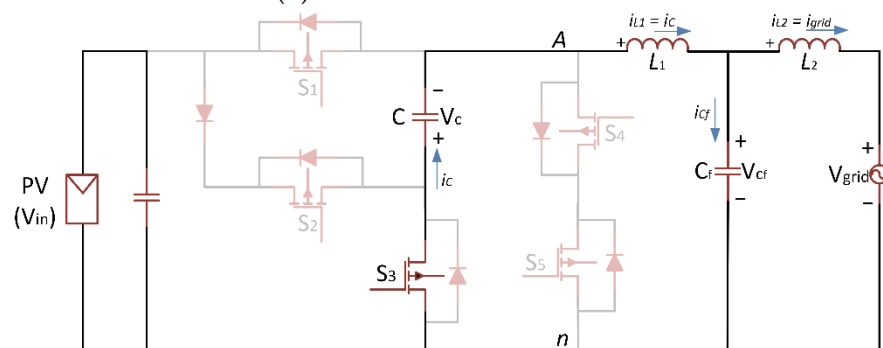 iL1 = iC
iL2 = igrid
A
+
L1
+
L2
S1
−
C
Vc
+
iC
S4
iCf
+
Cf
VCf
−
+
Vgrid
−
PV
(Vin)
S2
S3
S5
n